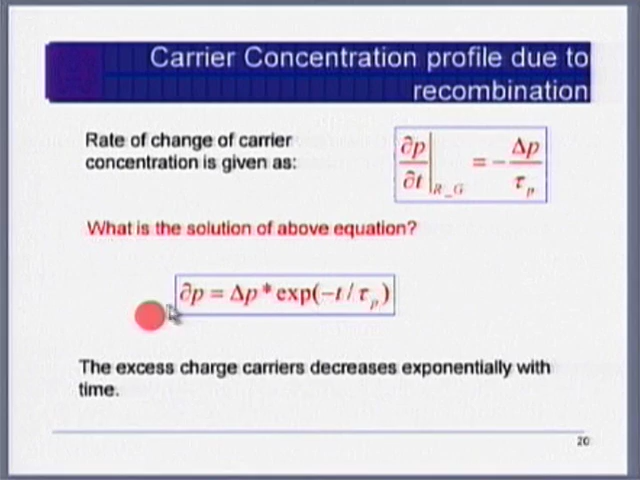 Carrier Concentration profile due to
recombination
Rate of change of carrier
concentration is given as:
∂p/∂t |R_G = − Δp/τp
What is the solution of above equation?
∂p = Δp * exp(−t / τp)
The excess charge carriers decreases exponentially with
time.
20